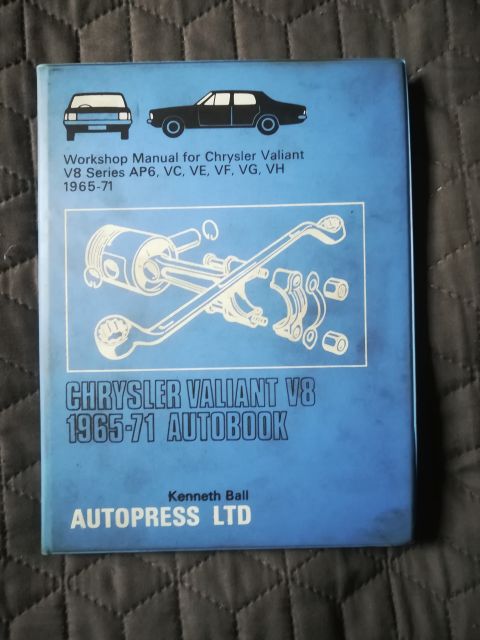 Workshop Manual for Chrysler Valiant
V8 Series AP6, VC, VE, VF, VG, VH
1965-71
CHRYSLER VALIANT V8
1965-71 AUTOBOOK
Kenneth Ball
AUTOPRESS LTD